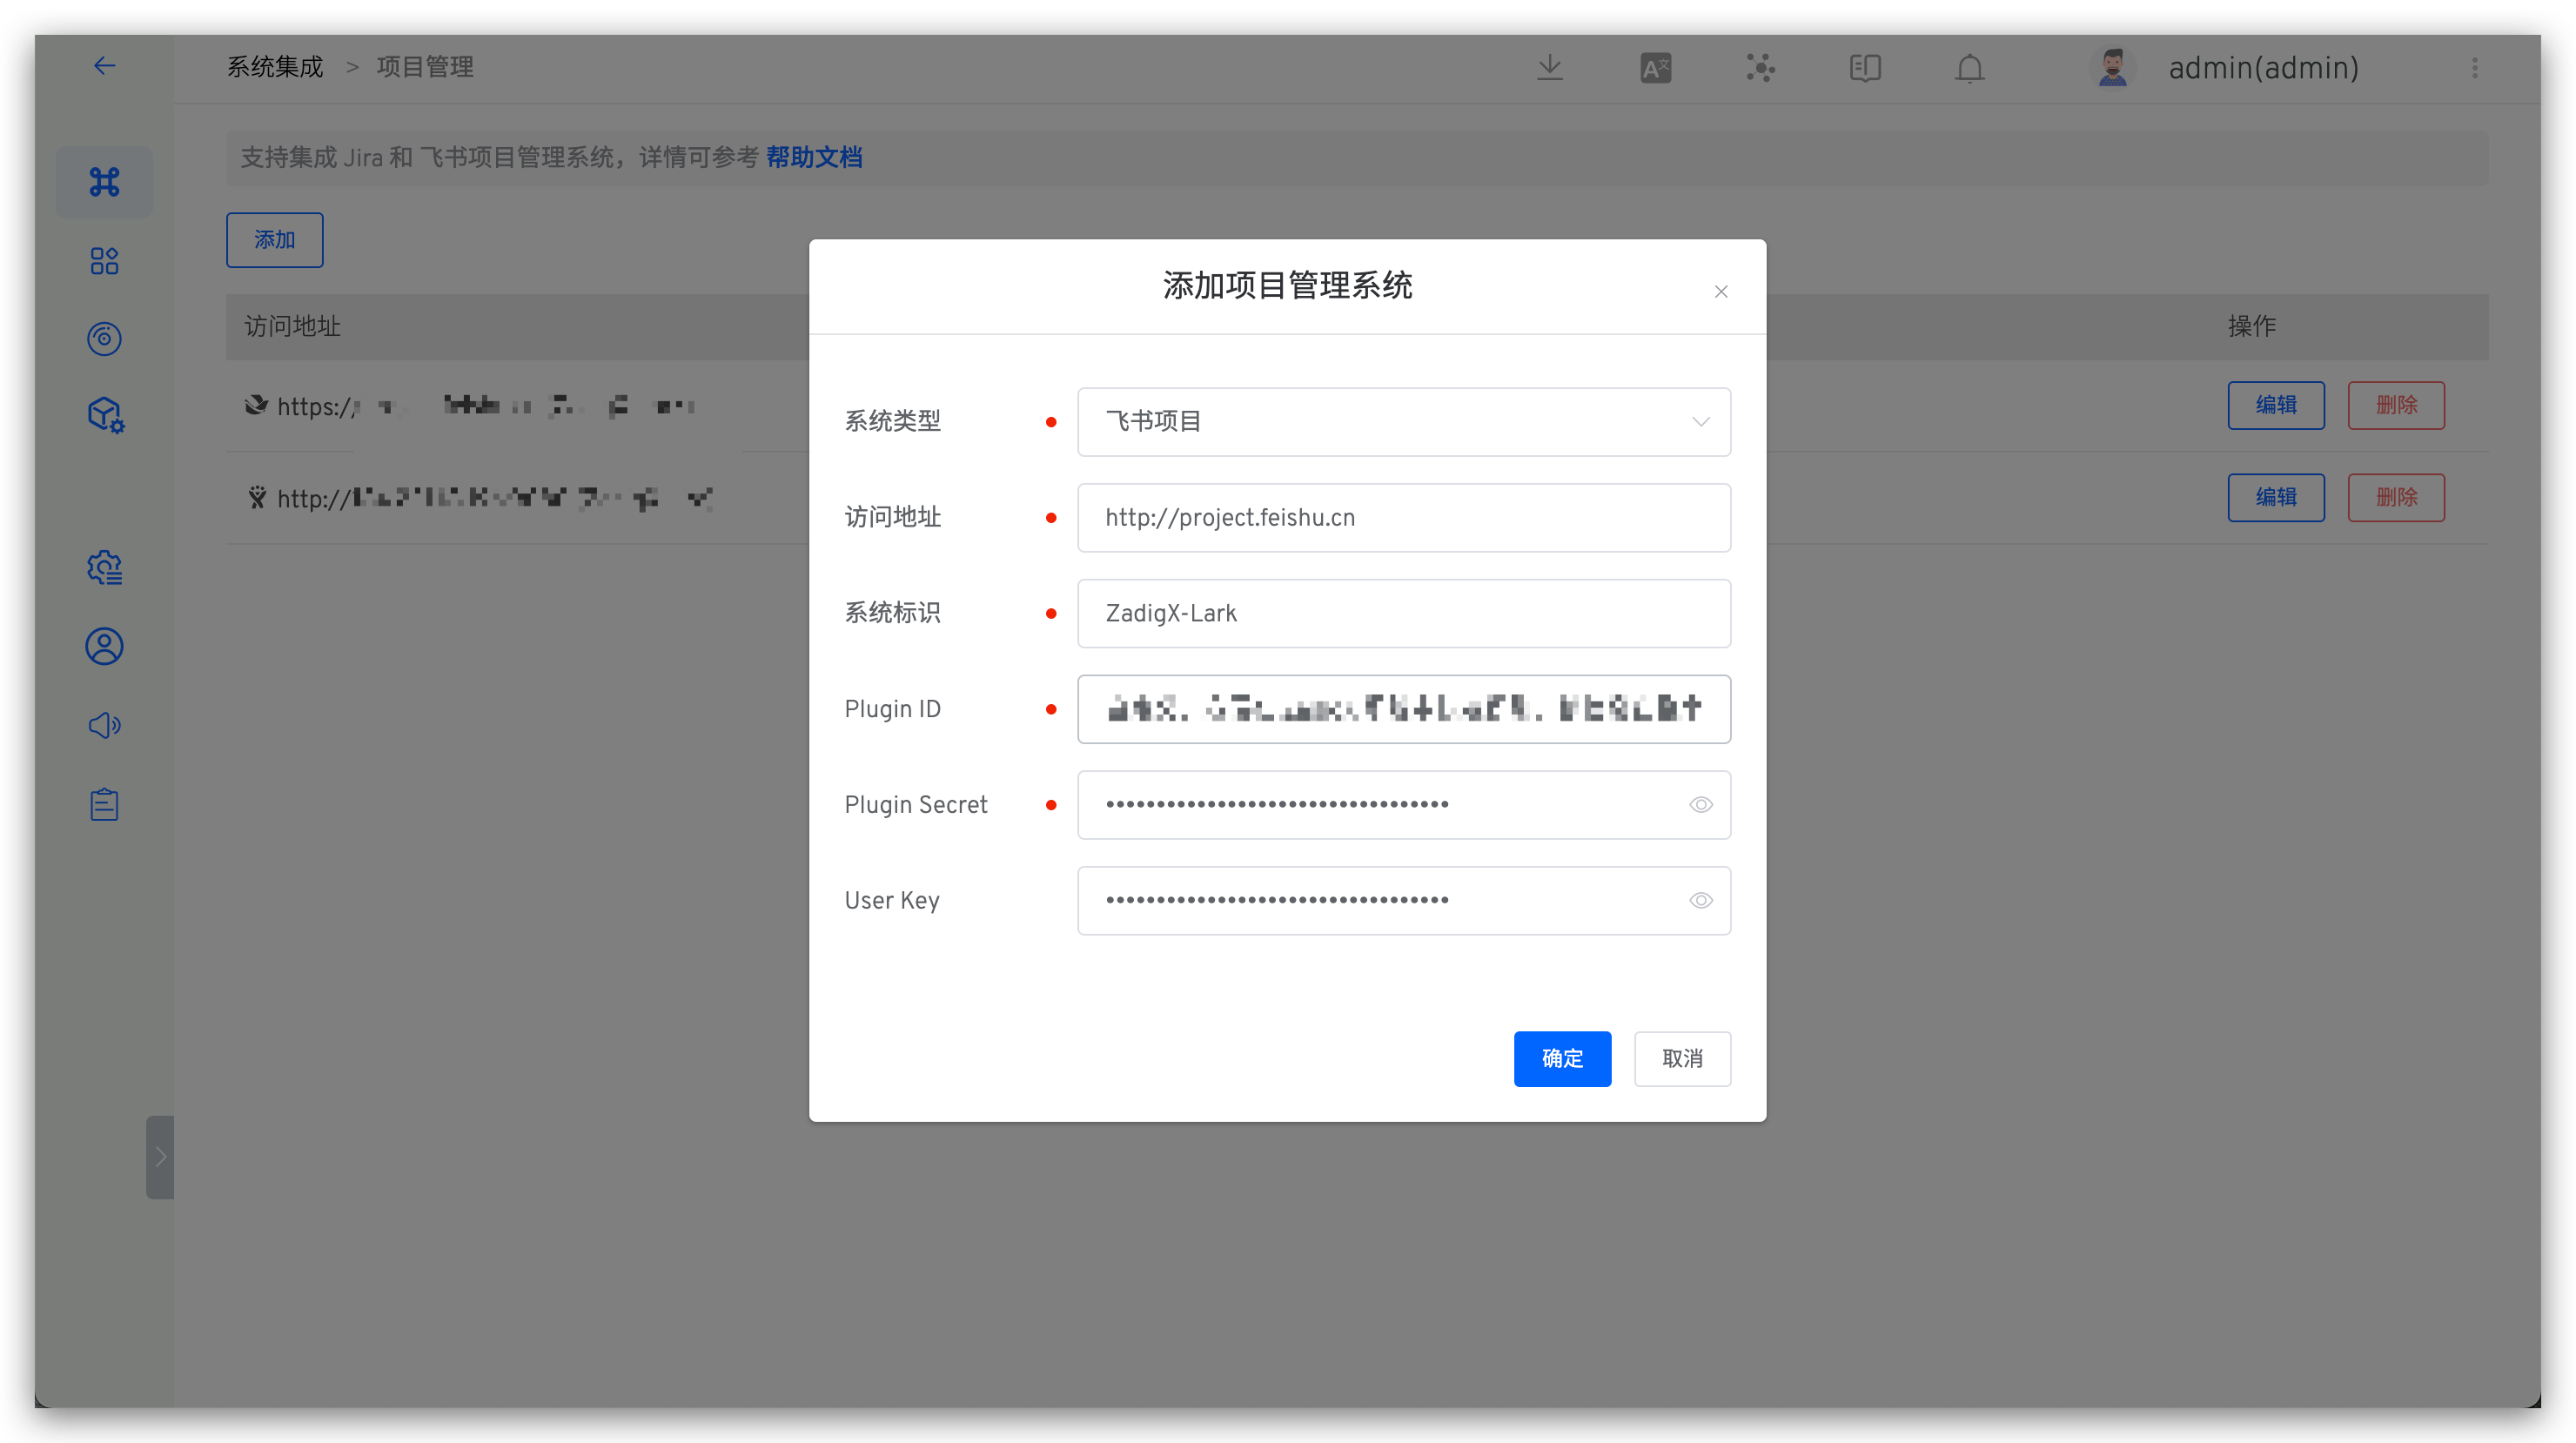 系统集成 > 项目管理
admin(admin)
支持集成 Jira 和 飞书项目管理系统，详情可参考 帮助文档
添加
访问地址
操作
https://
编辑
删除
http://
编辑
删除
添加项目管理系统
系统类型
飞书项目
访问地址
http://project.feishu.cn
系统标识
ZadigX-Lark
Plugin ID
Plugin Secret
User Key
确定
取消